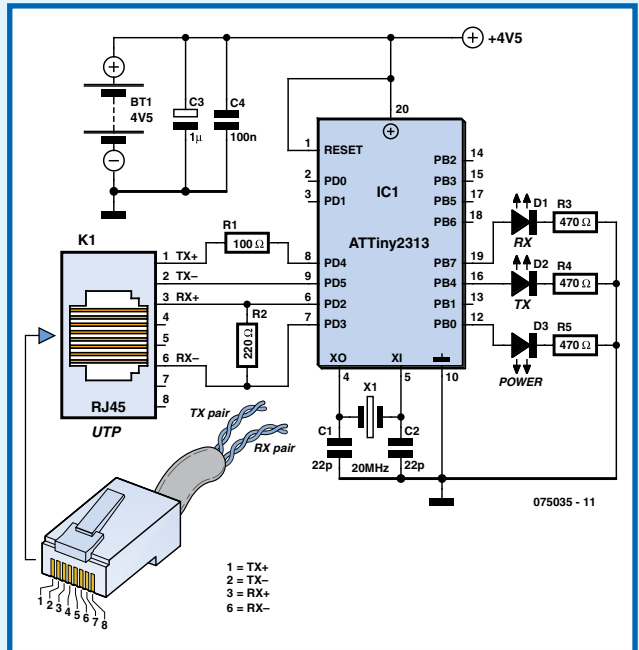 +4V5
BT1
4V5
C3
1µ
C4
100n
20
1
RESET
2
PD0
3
PD1
IC1
ATTiny2313
PB2
14
PB3
15
PB5
17
PB6
18
PB7
19
PB4
16
PB1
13
PB0
12
8
PD4
9
PD5
6
PD2
7
PD3
XO
XI
4
5
10
D1
RX
R3
470 Ω
D2
TX
R4
470 Ω
D3
POWER
R5
470 Ω
K1
1
TX+
2
TX–
3
RX+
4
5
6
RX–
7
8
RJ45
UTP
R1
100 Ω
R2
220 Ω
X1
20MHz
C1
22p
C2
22p
TX pair
RX pair
075035 - 11
1 = TX+
2 = TX–
3 = RX+
6 = RX–
1 2 3 4 5 6 7 8